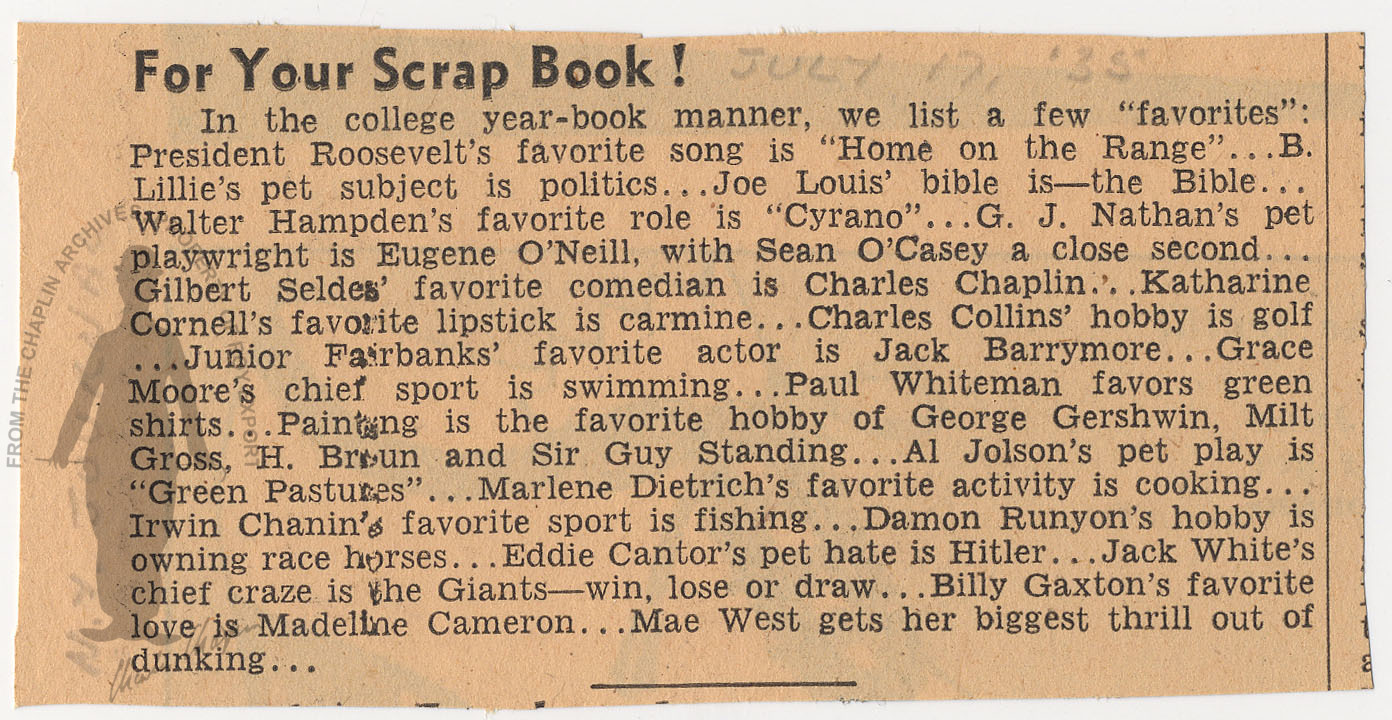 For Your Scrap Book!
JULY 17, '35
In the college year-book manner, we list a few “favorites”:
President Roosevelt's favorite song is “Home on the Range”...B.
Lillie's pet subject is politics...Joe Louis' bible is—the Bible...
Walter Hampden's favorite role is “Cyrano”...G. J. Nathan's pet
playwright is Eugene O'Neill, with Sean O'Casey a close second...
Gilbert Seldes' favorite comedian is Charles Chaplin...Katharine
Cornell's favorite lipstick is carmine...Charles Collins' hobby is golf
...Junior Fairbanks' favorite actor is Jack Barrymore...Grace
Moore's chief sport is swimming...Paul Whiteman favors green
shirts...Painting is the favorite hobby of George Gershwin, Milt
Gross, H. Broun and Sir Guy Standing...Al Jolson's pet play is
“Green Pastures”...Marlene Dietrich's favorite activity is cooking...
Irwin Chanin's favorite sport is fishing...Damon Runyon's hobby is
owning race horses...Eddie Cantor's pet hate is Hitler...Jack White's
chief craze is the Giants—win, lose or draw...Billy Gaxton's favorite
love is Madeline Cameron...Mae West gets her biggest thrill out of
dunking...
FROM THE CHAPLIN ARCHIVES
EXPORT